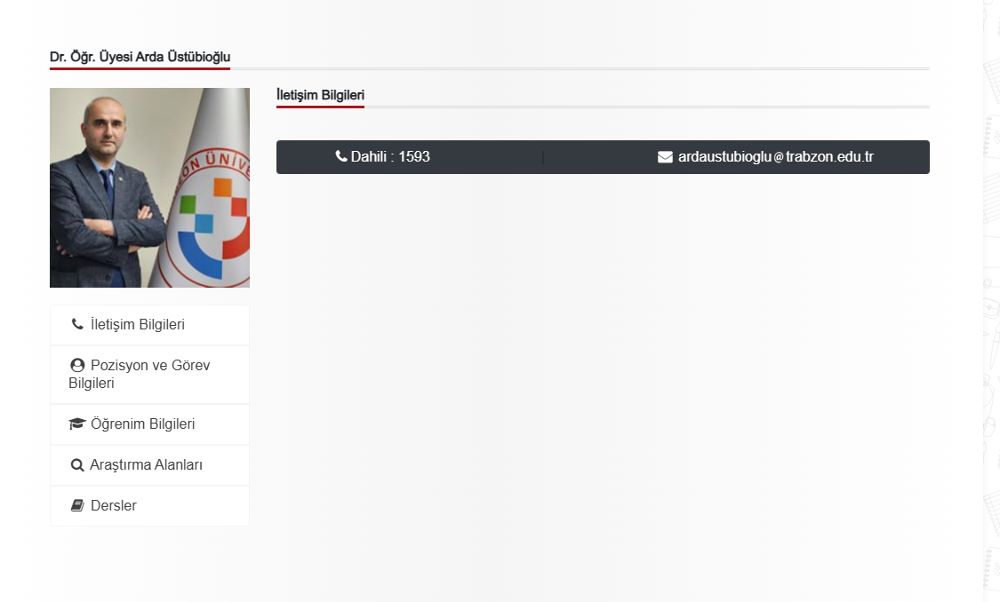 Dr. Öğr. Üyesi Arda Üstübioğlu
İletişim Bilgileri
Dahili : 1593 | ardaustubioglu@trabzon.edu.tr
ON ÜNİVE
İletişim Bilgileri
Pozisyon ve Görev
Bilgileri
Öğrenim Bilgileri
Araştırma Alanları
Dersler